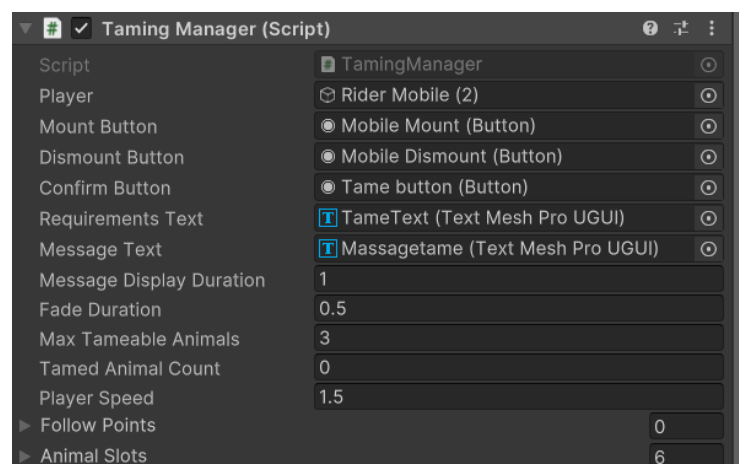 Taming Manager (Script)
Script TamingManager
Player Rider Mobile (2)
Mount Button Mobile Mount (Button)
Dismount Button Mobile Dismount (Button)
Confirm Button Tame button (Button)
Requirements Text TameText (Text Mesh Pro UGUI)
Message Text Massagetame (Text Mesh Pro UGUI)
Message Display Duration 1
Fade Duration 0.5
Max Tameable Animals 3
Tamed Animal Count 0
Player Speed 1.5
Follow Points 0
Animal Slots 6